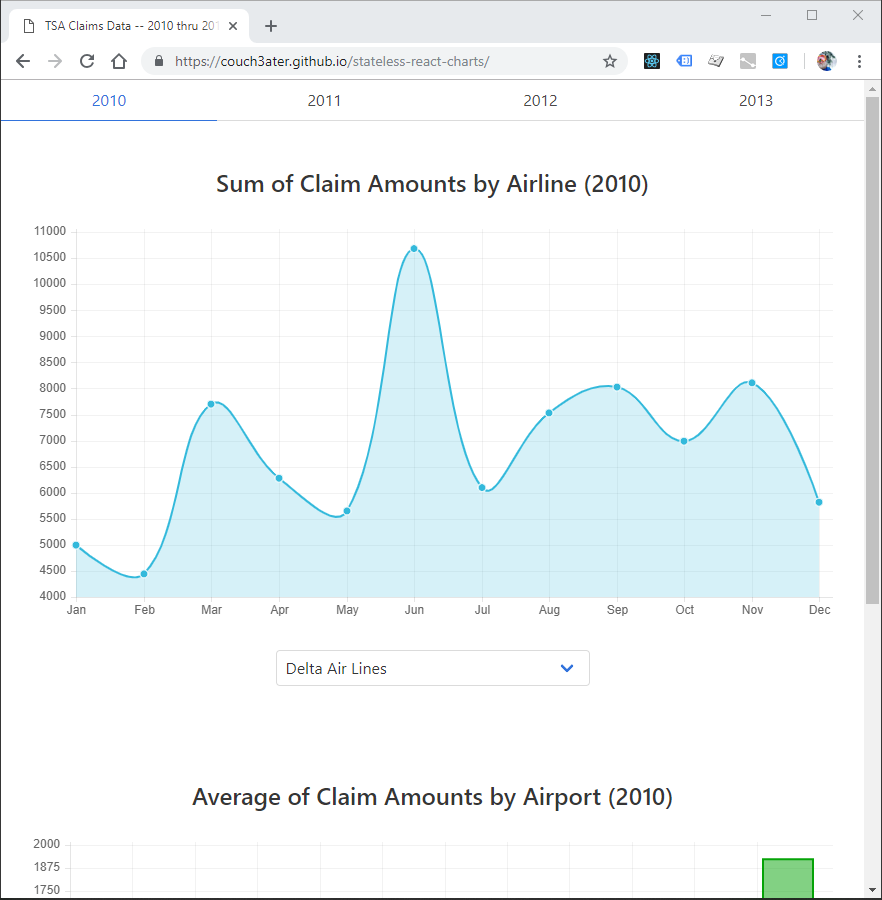 TSA Claims Data -- 2010 thru 201
https://couch3ater.github.io/stateless-react-charts/
2010 2011 2012 2013
Sum of Claim Amounts by Airline (2010)
11000
10500
10000
9500
9000
8500
8000
7500
7000
6500
6000
5500
5000
4500
4000
Jan Feb Mar Apr May Jun Jul Aug Sep Oct Nov Dec
Delta Air Lines
Average of Claim Amounts by Airport (2010)
2000
1875
1750